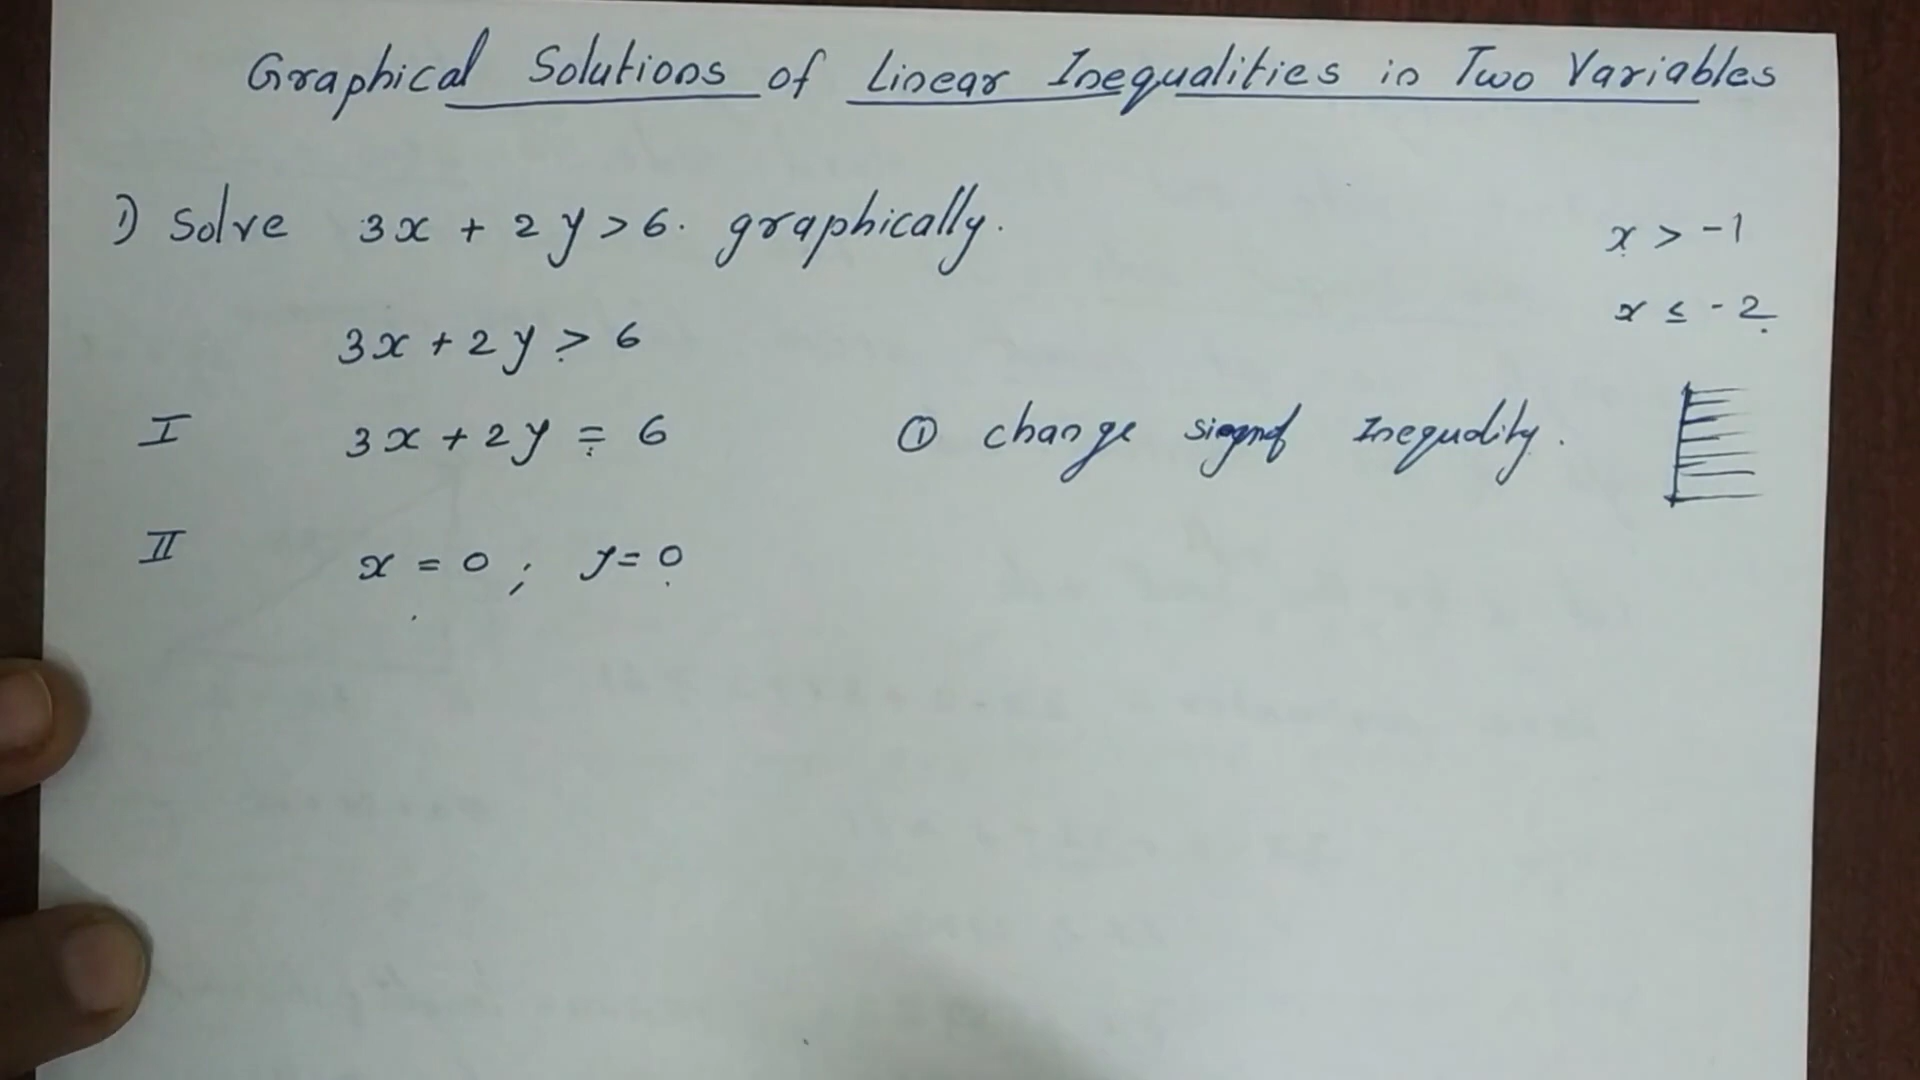 Graphical Solutions of Linear Inequalities in Two Variables
1) Solve 3x + 2y > 6. graphically.
x > -1
x ≤ -2
3x + 2y > 6
I 3x + 2y = 6 ① change sign of Inequality.
II x = 0 ; y = 0